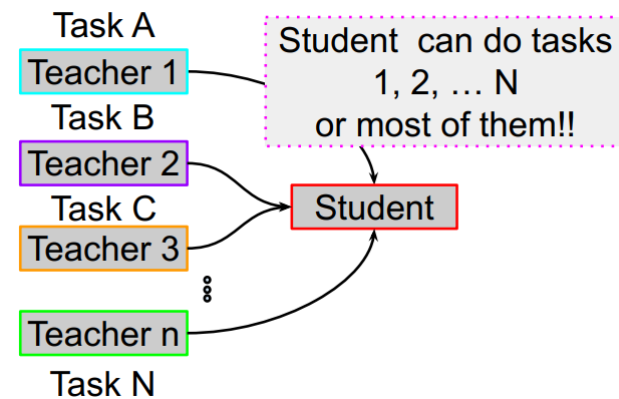 Task A
Teacher 1
Task B
Teacher 2
Task C
Teacher 3
Teacher n
Task N
Student can do tasks
1, 2, … N
or most of them!!
Student